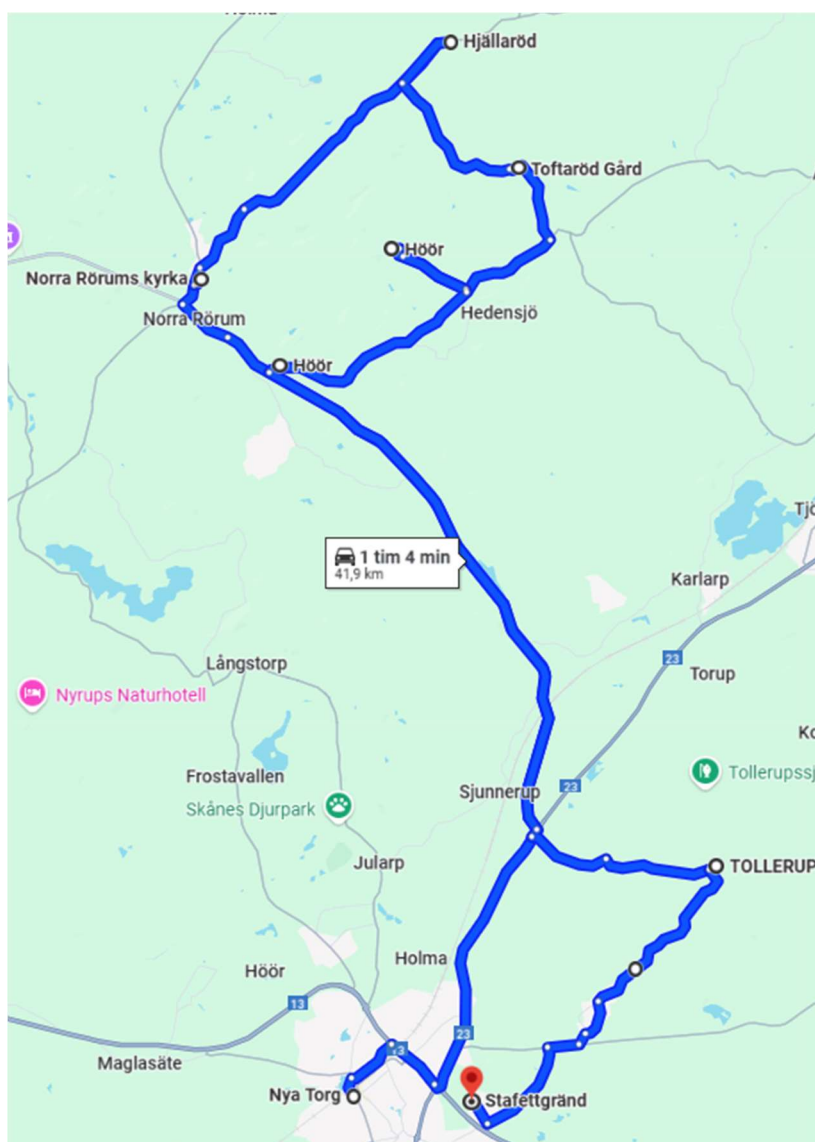 Hjällaröd
Toftaröd Gård
Höör
Norra Rörums kyrka
Hedensjö
Norra Rörum
Höör
1 tim 4 min
41,9 km
Karlarp
23
Långstorp
Torup
Nyrups Naturhotell
Frostavallen
Tollerupssj
23
Sjunnerup
Skånes Djurpark
Jularp
TOLLERUP
Holma
Höör
13
23
13
Maglasäte
Nya Torg
Stafettgränd